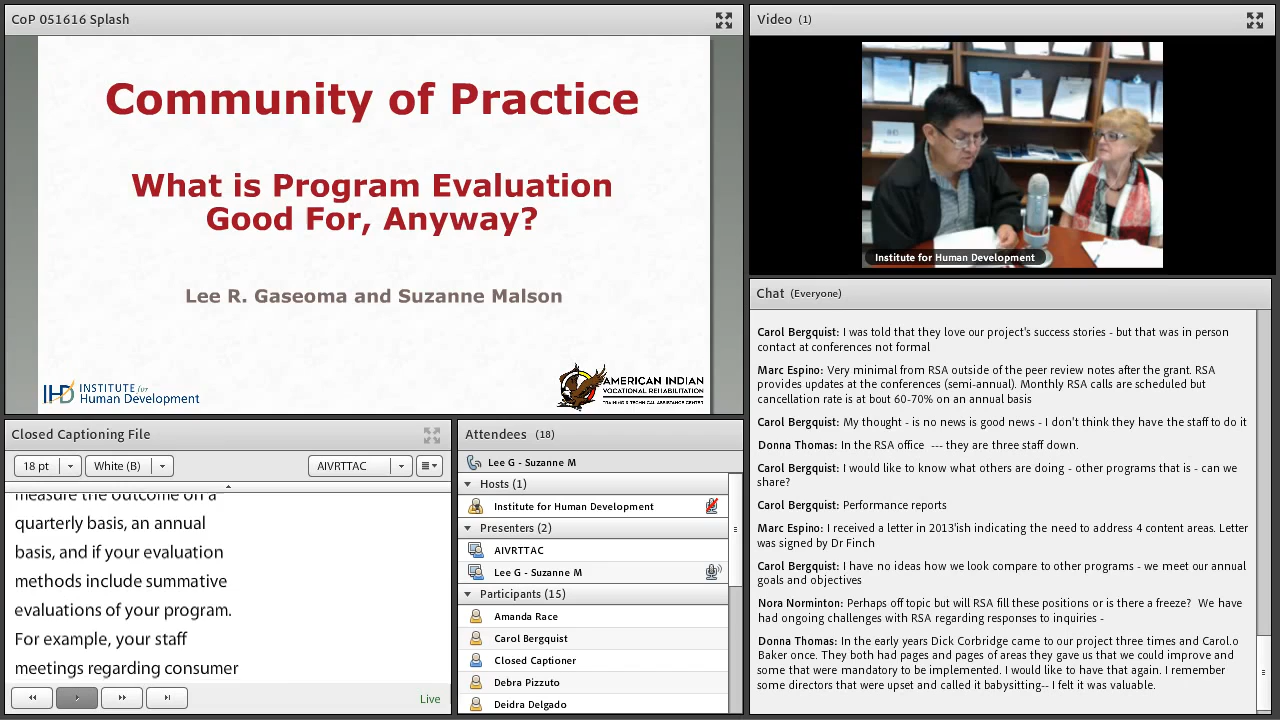 CoP 051616 Splash
Community of Practice
What is Program Evaluation
Good For, Anyway?
Lee R. Gaseoma and Suzanne Malson
IHD INSTITUTE for
Human Development
AMERICAN INDIAN
VOCATIONAL REHABILITATION
TRAINING & TECHNICAL ASSISTANCE CENTER
Video (1)
Institute for Human Development
Chat (Everyone)
Carol Bergquist: I was told that they love our project's success stories - but that was in person
contact at conferences not formal
Marc Espino: Very minimal from RSA outside of the peer review notes after the grant. RSA
provides updates at the conferences (semi-annual). Monthly RSA calls are scheduled but
cancellation rate is at bout 60-70% on an annual basis
Carol Bergquist: My thought - is no news is good news - I don't think they have the staff to do it
Donna Thomas: In the RSA office --- they are three staff down.
Carol Bergquist: I would like to know what others are doing - other programs that is - can we
share?
Carol Bergquist: Performance reports
Marc Espino: I received a letter in 2013'ish indicating the need to address 4 content areas. Letter
was signed by Dr Finch
Carol Bergquist: I have no ideas how we look compare to other programs - we meet our annual
goals and objectives
Nora Norminton: Perhaps off topic but will RSA fill these positions or is there a freeze? We have
had ongoing challenges with RSA regarding responses to inquiries -
Donna Thomas: In the early years Dick Corbridge came to our project three times and Carol.o
Baker once. They both had pages and pages of areas they gave us that we could improve and
some that were mandatory to be implemented. I would like to have that again. I remember
some directors that were upset and called it babysitting-- I felt it was valuable.
Closed Captioning File
18 pt
White (B)
AIVRTTAC
measure the outcome on a
quarterly basis, an annual
basis, and if your evaluation
methods include summative
evaluations of your program.
For example, your staff
meetings regarding consumer
Live
Attendees (18)
Lee G - Suzanne M
Hosts (1)
Institute for Human Development
Presenters (2)
AIVRTTAC
Lee G - Suzanne M
Participants (15)
Amanda Race
Carol Bergquist
Closed Captioner
Debra Pizzuto
Deidra Delgado